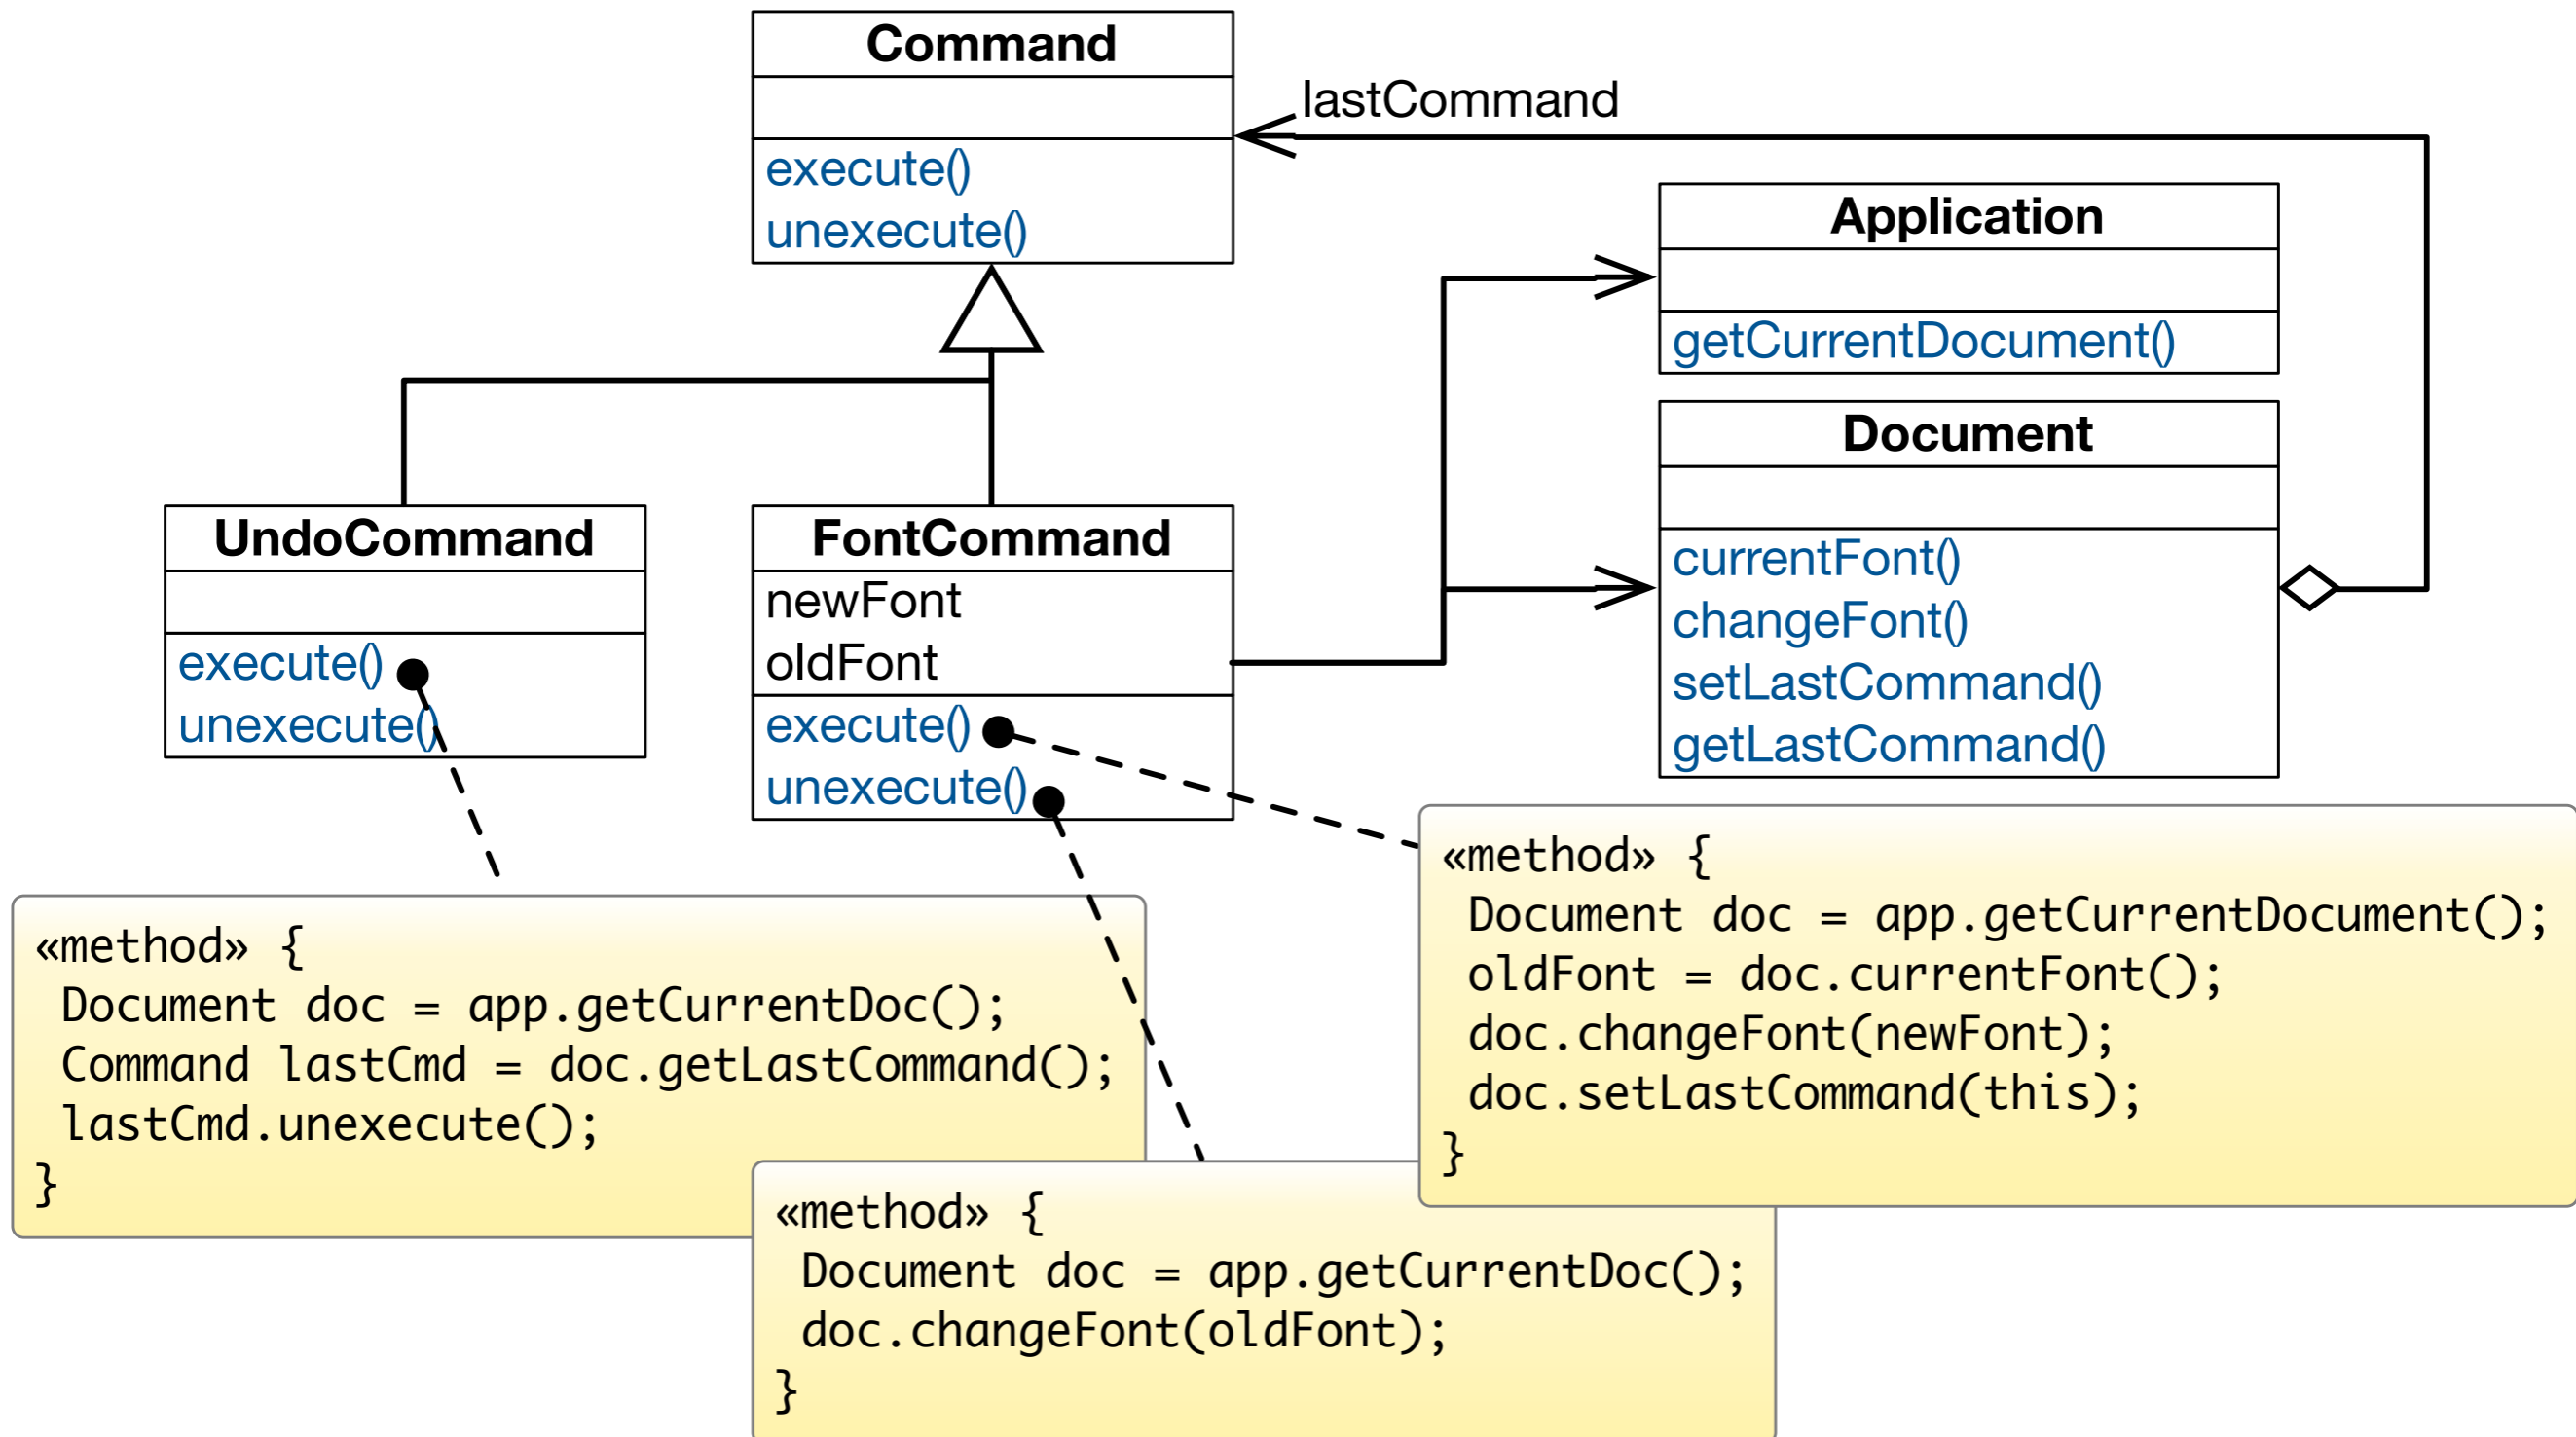 Command
execute()
unexecute()
lastCommand
Application
getCurrentDocument()
Document
currentFont()
changeFont()
setLastCommand()
getLastCommand()
UndoCommand
execute()
unexecute()
FontCommand
newFont
oldFont
execute()
unexecute()
«method» {
Document doc = app.getCurrentDoc();
Command lastCmd = doc.getLastCommand();
lastCmd.unexecute();
}
«method» {
Document doc = app.getCurrentDoc();
doc.changeFont(oldFont);
}
«method» {
Document doc = app.getCurrentDocument();
oldFont = doc.currentFont();
doc.changeFont(newFont);
doc.setLastCommand(this);
}